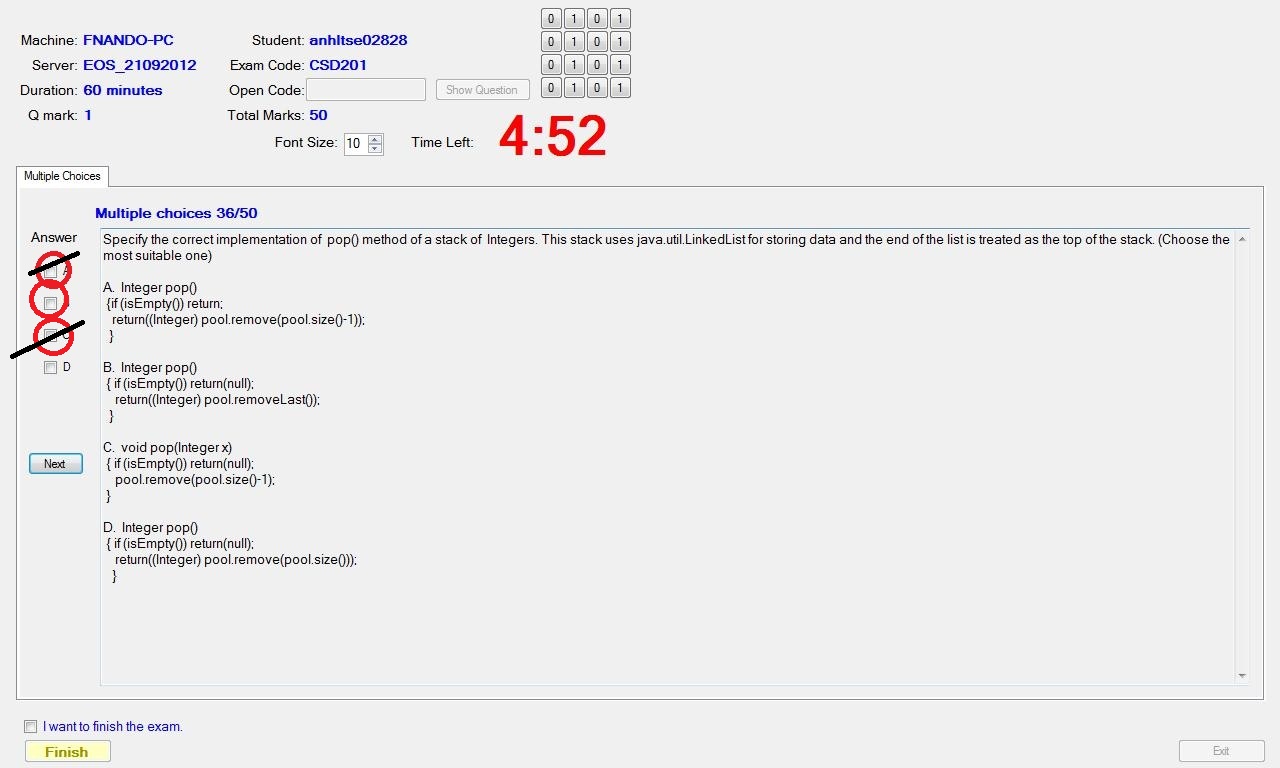 Machine: FNANDO-PC Student: anhltse02828
0 1 0 1
0 1 0 1
Server: EOS_21092012 Exam Code: CSD201
0 1 0 1
Duration: 60 minutes Open Code: Show Question
0 1 0 1
Q mark: 1 Total Marks: 50
Font Size: 10 Time Left: 4:52
Multiple Choices
Multiple choices 36/50
Answer
D
Next
Specify the correct implementation of pop() method of a stack of Integers. This stack uses java.util.LinkedList for storing data and the end of the list is treated as the top of the stack. (Choose the
most suitable one)
A. Integer pop()
{if (isEmpty()) return;
return((Integer) pool.remove(pool.size()-1));
}
B. Integer pop()
{ if (isEmpty()) return(null);
return((Integer) pool.removeLast());
}
C. void pop(Integer x)
{ if (isEmpty()) return(null);
pool.remove(pool.size()-1);
}
D. Integer pop()
{ if (isEmpty()) return(null);
return((Integer) pool.remove(pool.size()));
}
I want to finish the exam.
Finish
Exit